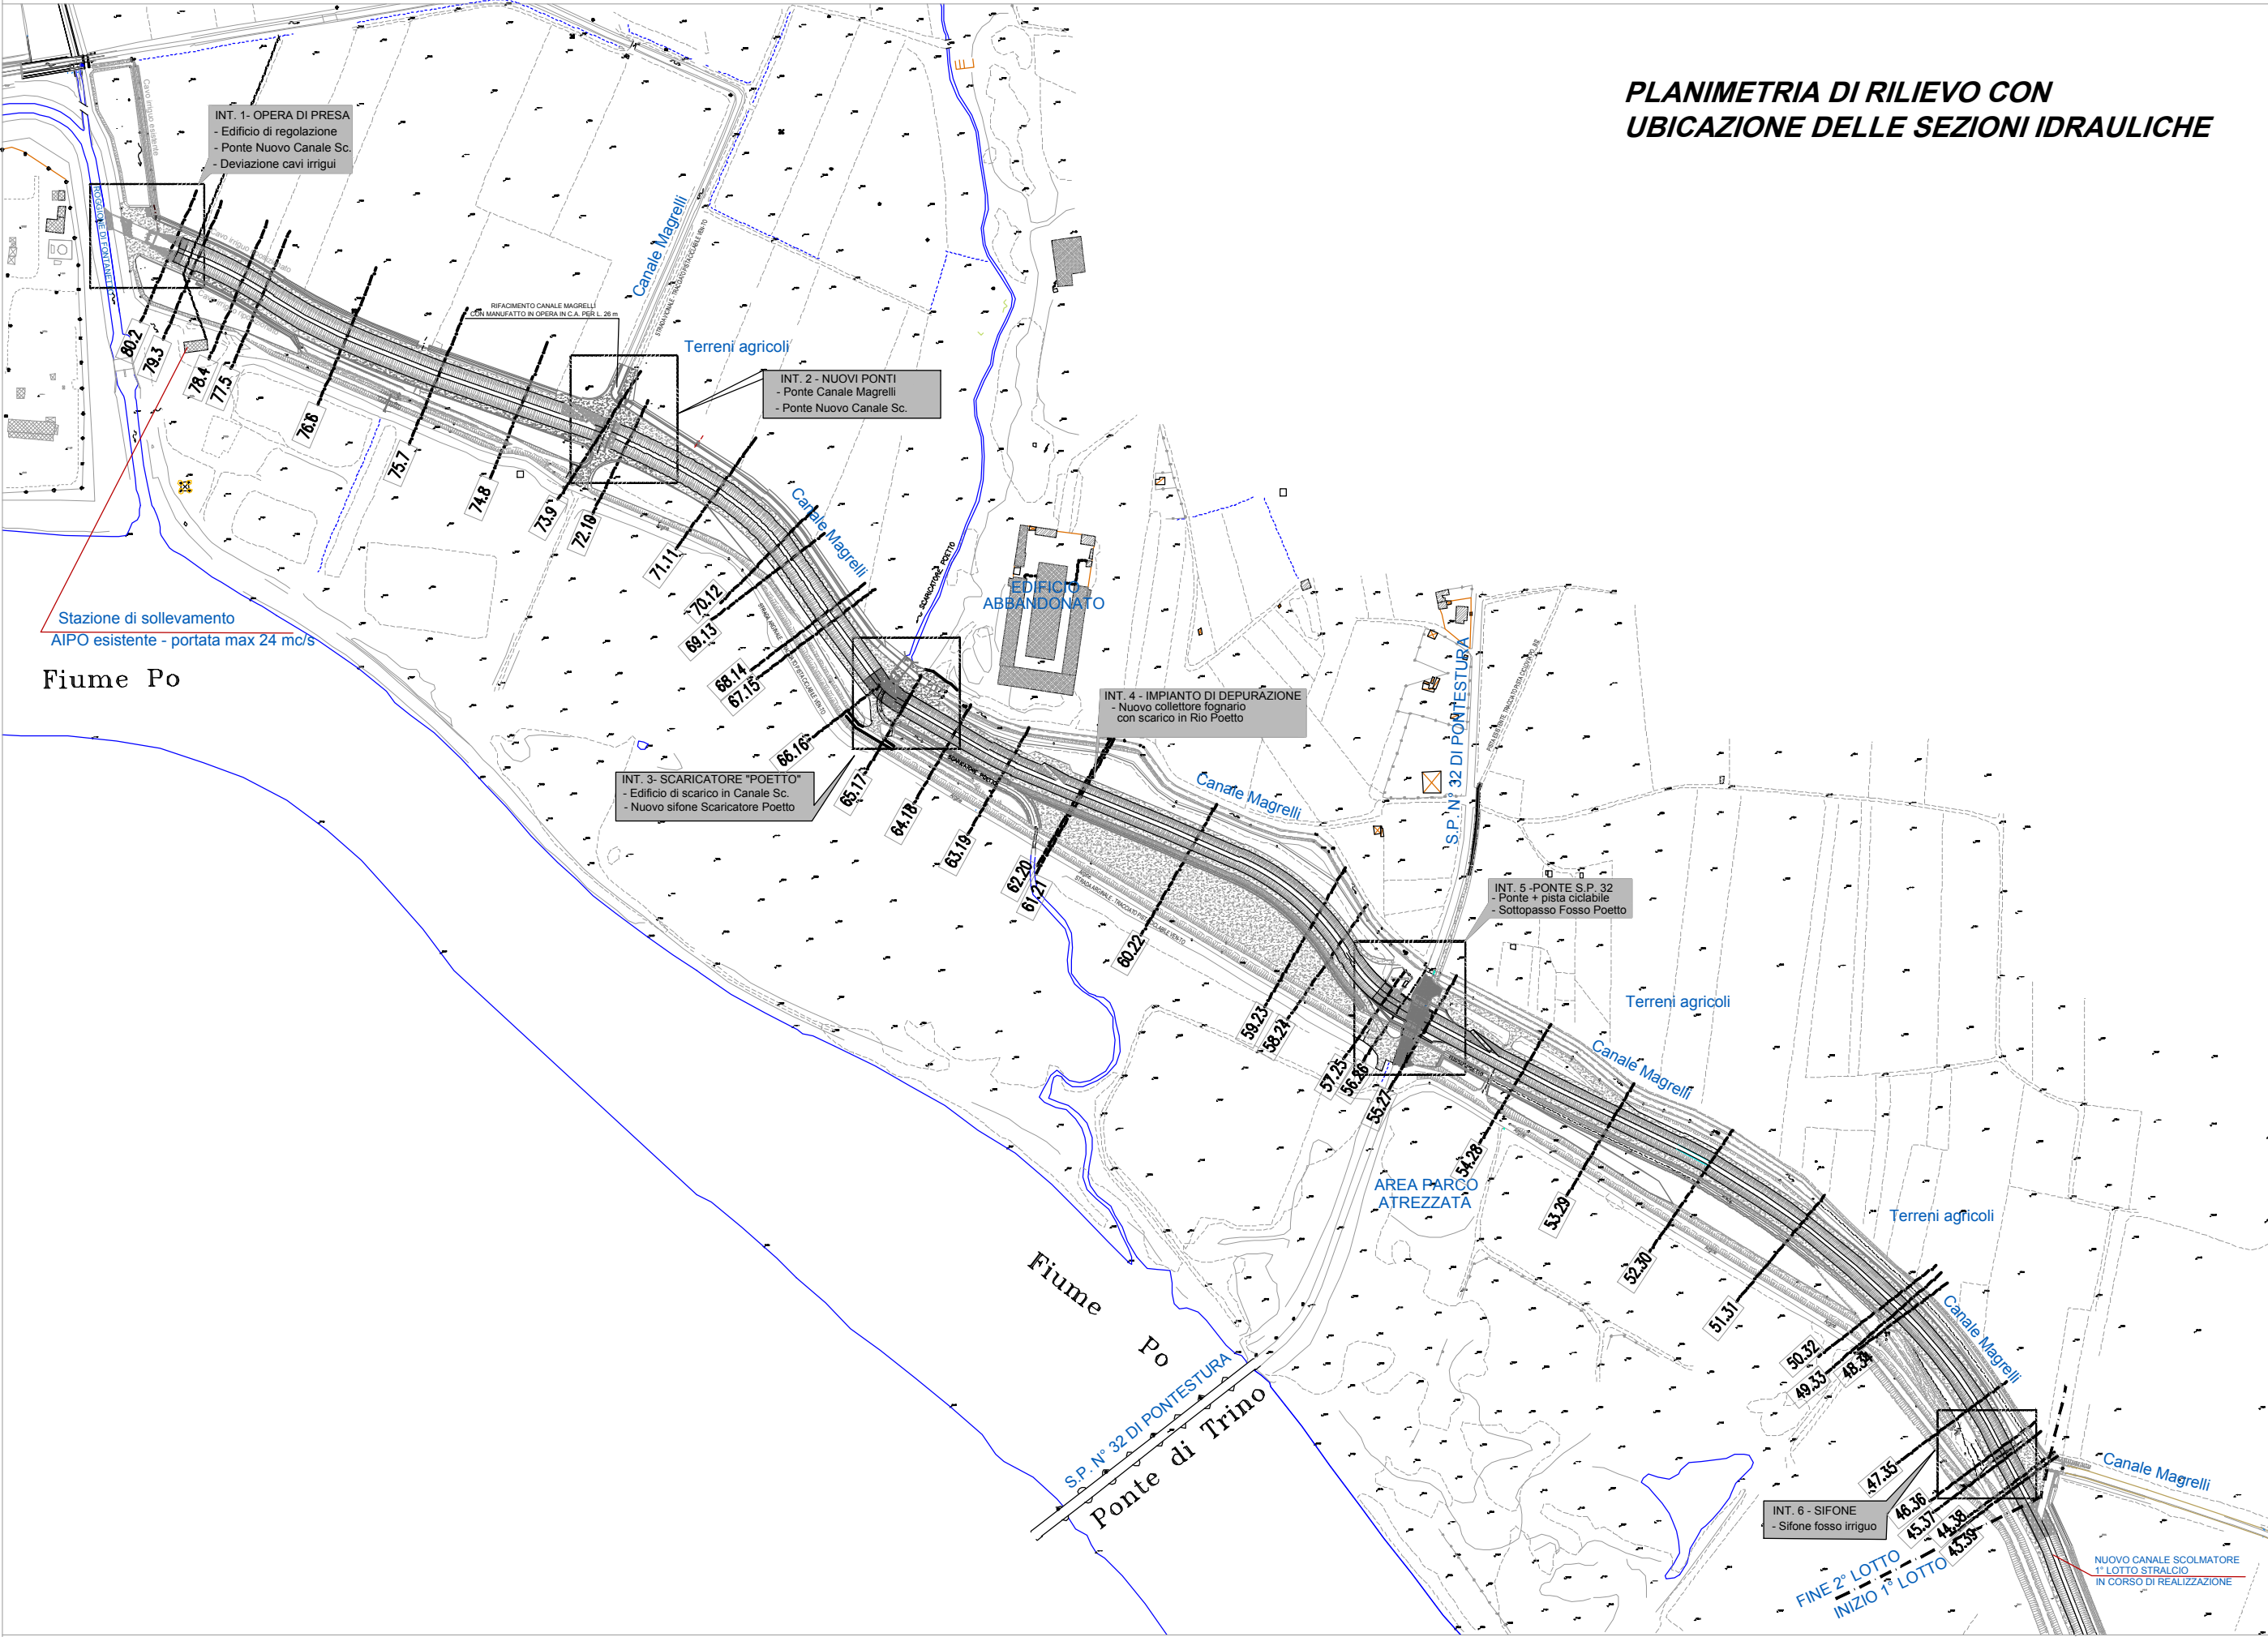 PLANIMETRIA DI RILIEVO CON
UBICAZIONE DELLE SEZIONI IDRAULICHE
INT. 1- OPERA DI PRESA
- Edificio di regolazione
- Ponte Nuovo Canale Sc.
- Deviazione cavi irrigui
Cavo irriguo esistente
80.2
79.3
78.4
77.5
76.6
75.7
74.8
73.9
72.10
71.11
70.12
69.13
68.14
67.15
66.16
65.17
64.18
63.19
62.20
61.21
60.22
59.23
58.24
57.25
56.26
55.27
54.28
53.29
52.30
51.31
50.32
49.33
48.34
47.35
46.36
45.37
44.38
43.39
RIFACIMENTO CANALE MAGRELLI
CON MANUFATTO IN OPERA IN C.A. PER L. 26 m
Canale Magrelli
Terreni agricoli
INT. 2 - NUOVI PONTI
- Ponte Canale Magrelli
- Ponte Nuovo Canale Sc.
Canale Magrelli
SCARICATORE POETTO
EDIFICIO
ABBANDONATO
Stazione di sollevamento
AIPO esistente - portata max 24 mc/s
Fiume Po
INT. 3- SCARICATORE "POETTO"
- Edificio di scarico in Canale Sc.
- Nuovo sifone Scaricatore Poetto
INT. 4 - IMPIANTO DI DEPURAZIONE
- Nuovo collettore fognario
con scarico in Rio Poetto
Canale Magrelli
S.P. N° 32 DI PONTESTURA
INT. 5 -PONTE S.P. 32
- Ponte + pista ciclabile
- Sottopasso Fosso Poetto
Terreni agricoli
Canale Magrelli
AREA PARCO
ATREZZATA
Terreni agricoli
Fiume Po
S.P. N° 32 DI PONTESTURA
Ponte di Trino
Canale Magrelli
Canale Magrelli
INT. 6 - SIFONE
- Sifone fosso irriguo
FINE 2° LOTTO
INIZIO 1° LOTTO
NUOVO CANALE SCOLMATORE
1° LOTTO STRALCIO
IN CORSO DI REALIZZAZIONE